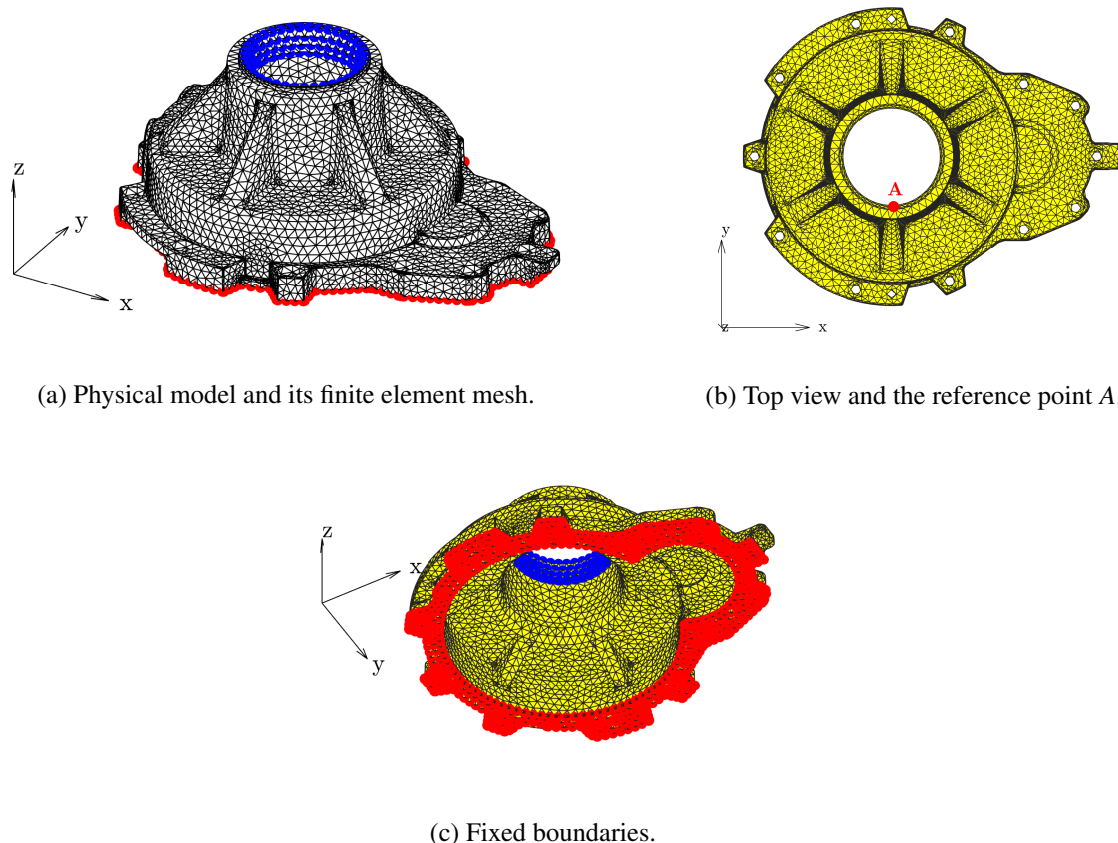 z
y
x
(a) Physical model and its finite element mesh.
A
y
z
x
(b) Top view and the reference point A.
z
x
y
(c) Fixed boundaries.